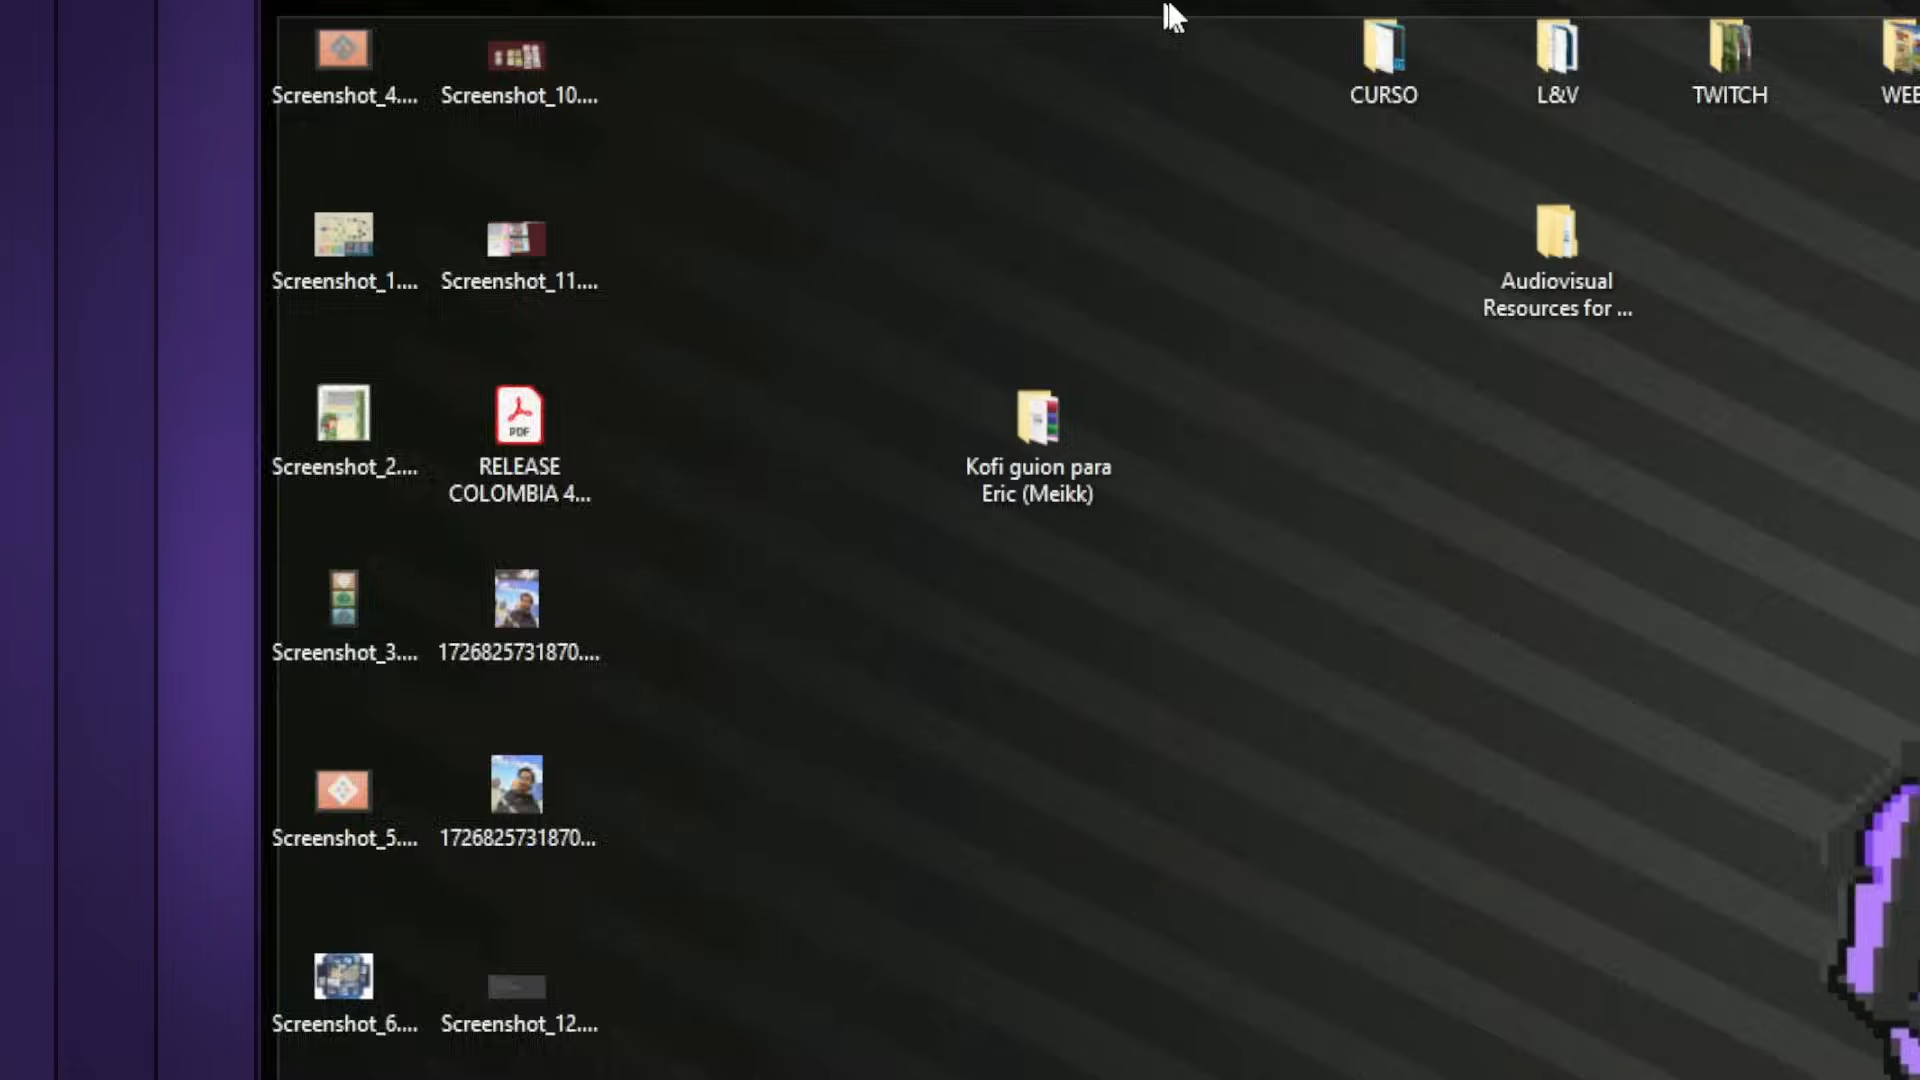 Screenshot_4....
Screenshot_10....
CURSO
L&V
TWITCH
Screenshot_1....
Screenshot_11....
Audiovisual
Resources for ...
Screenshot_2....
PDF
RELEASE
COLOMBIA 4...
Kofi guion para
Eric (Meikk)
Screenshot_3....
1726825731870....
Screenshot_5....
1726825731870...
Screenshot_6....
Screenshot_12....